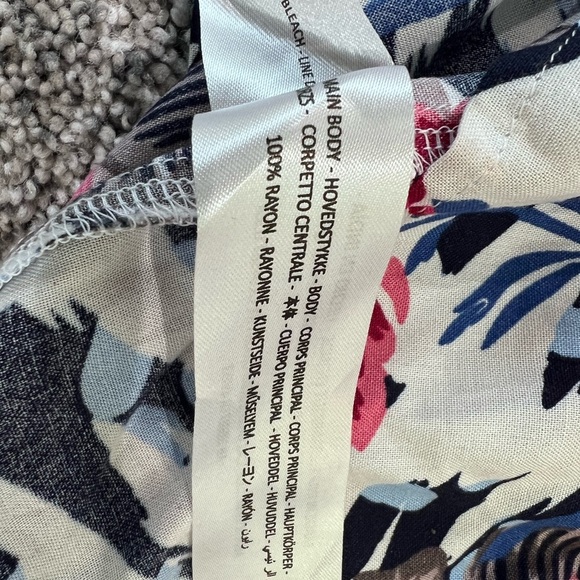 BLEACH - LINE
MAIN BODY - HOVEDSTYKKE - BODY - CORPS PRINCIPAL - CORPS PRINCIPAL - HAUPTKÖRPER -
- CORPETTO CENTRALE - 本体 - CUERPO PRINCIPAL - HOVEDDEL - HUVUDDEL -
100% RAYON - RAYONNE - KUNSTSEIDE - MŰSELYEM - レーヨン - RAYÓN - رايون